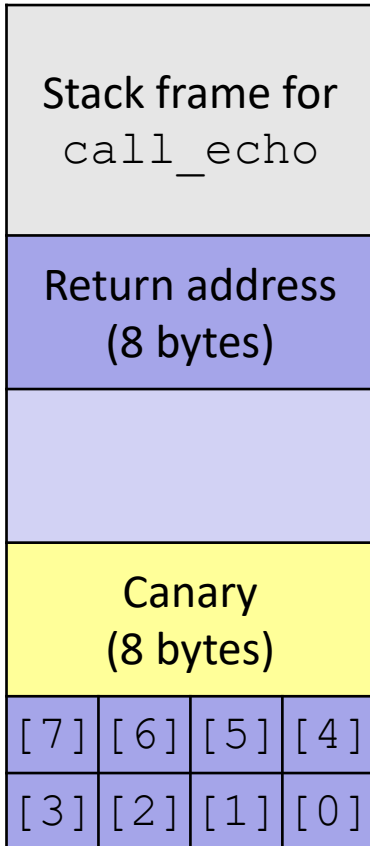 Stack frame for
call_echo
Return address
(8 bytes)
Canary
(8 bytes)
[7] [6] [5] [4]
[3] [2] [1] [0]